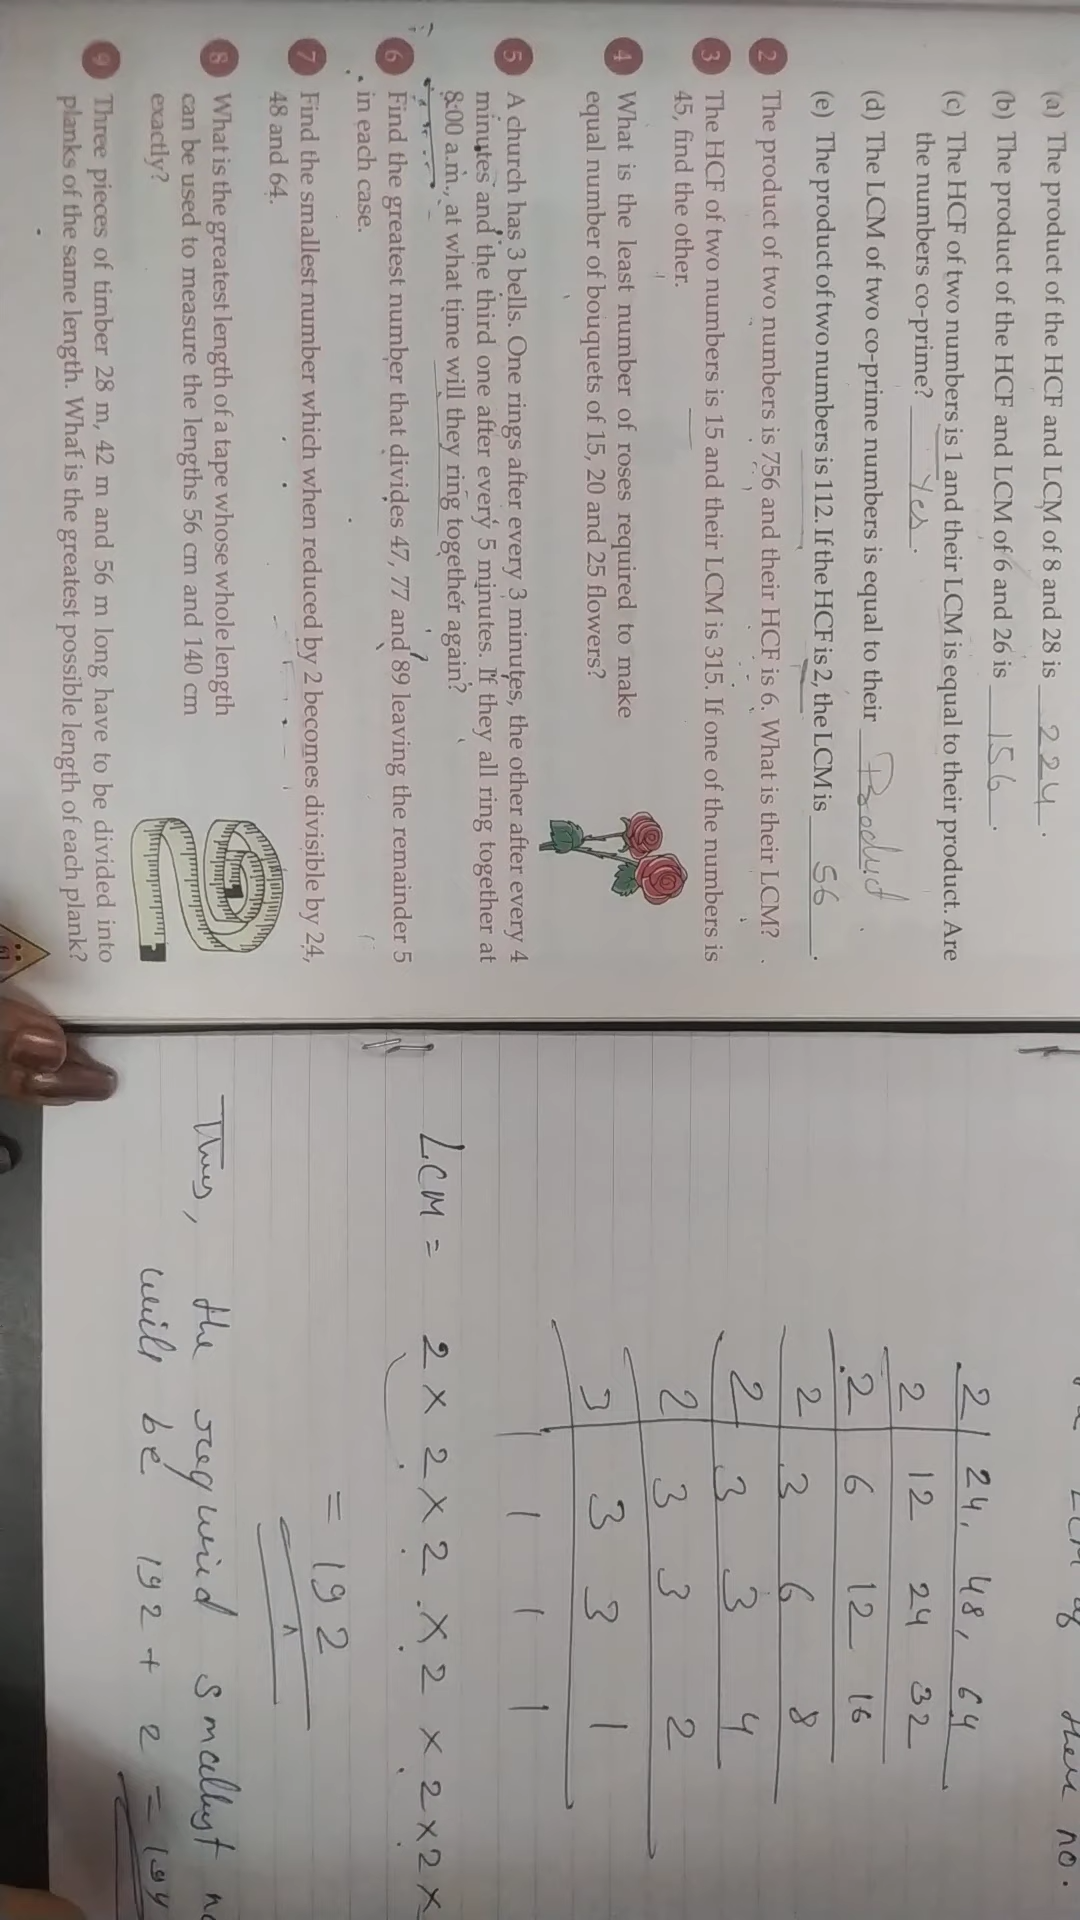 (a) The product of the HCF and LCM of 8 and 28 is 224.
(b) The product of the HCF and LCM of 6 and 26 is 156.
(c) The HCF of two numbers is 1 and their LCM is equal to their product. Are
the numbers co-prime? Yes.
(d) The LCM of two co-prime numbers is equal to their Product.
(e) The product of two numbers is 112. If the HCF is 2, the LCM is 56.
2 The product of two numbers is 756 and their HCF is 6. What is their LCM?
3 The HCF of two numbers is 15 and their LCM is 315. If one of the numbers is
45, find the other.
4 What is the least number of roses required to make
equal number of bouquets of 15, 20 and 25 flowers?
5 A church has 3 bells. One rings after every 3 minutes, the other after every 4
minutes and the third one after every 5 minutes. If they all ring together at
8:00 a.m., at what time will they ring together again?
6 Find the greatest number that divides 47, 77 and 89 leaving the remainder 5
in each case.
7 Find the smallest number which when reduced by 2 becomes divisible by 24,
48 and 64.
8 What is the greatest length of a tape whose whole length
can be used to measure the lengths 56 cm and 140 cm
exactly?
9 Three pieces of timber 28 m, 42 m and 56 m long have to be divided into
planks of the same length. What is the greatest possible length of each plank?
61
LCM of their no.
2 24, 48, 64
2 12 24 32
2 6 12 16
2 3 6 8
2 3 3 4
2 3 3 2
3 3 3 1
1 1 1
LCM = 2 x 2 x 2 x 2 x 2 x 2 x
= 192
Thus, the required smallest
will be 192 + 2 = 194